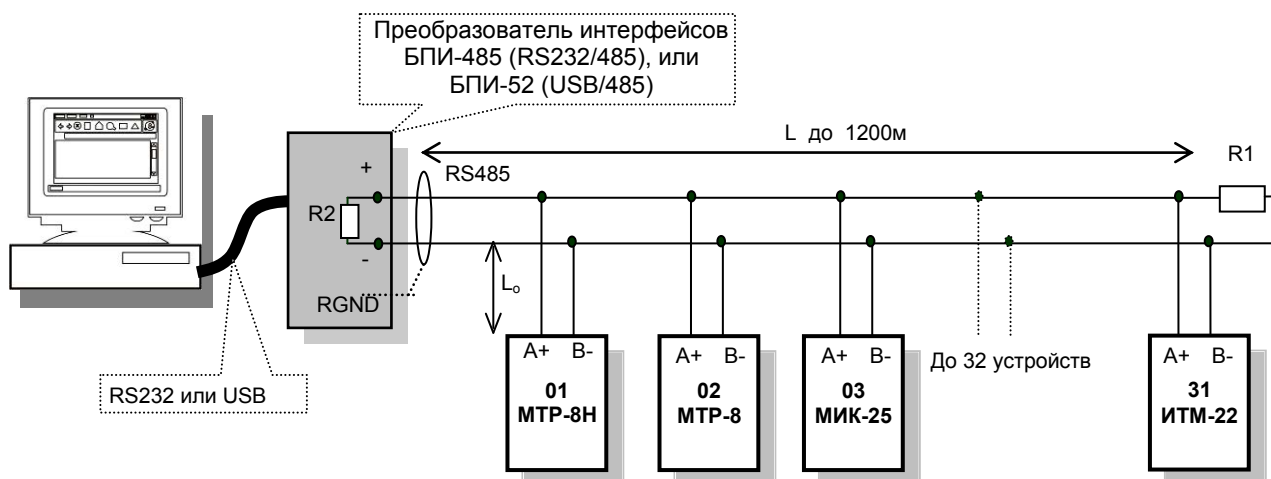 Преобразователь интерфейсов
БПИ-485 (RS232/485), или
БПИ-52 (USB/485)
L до 1200м
R1
+
RS485
R2
-
Lо
RGND
RS232 или USB
A+ B-
01
МТР-8Н
A+ B-
02
МТР-8
A+ B-
03
МИК-25
До 32 устройств
A+ B-
31
ИТМ-22